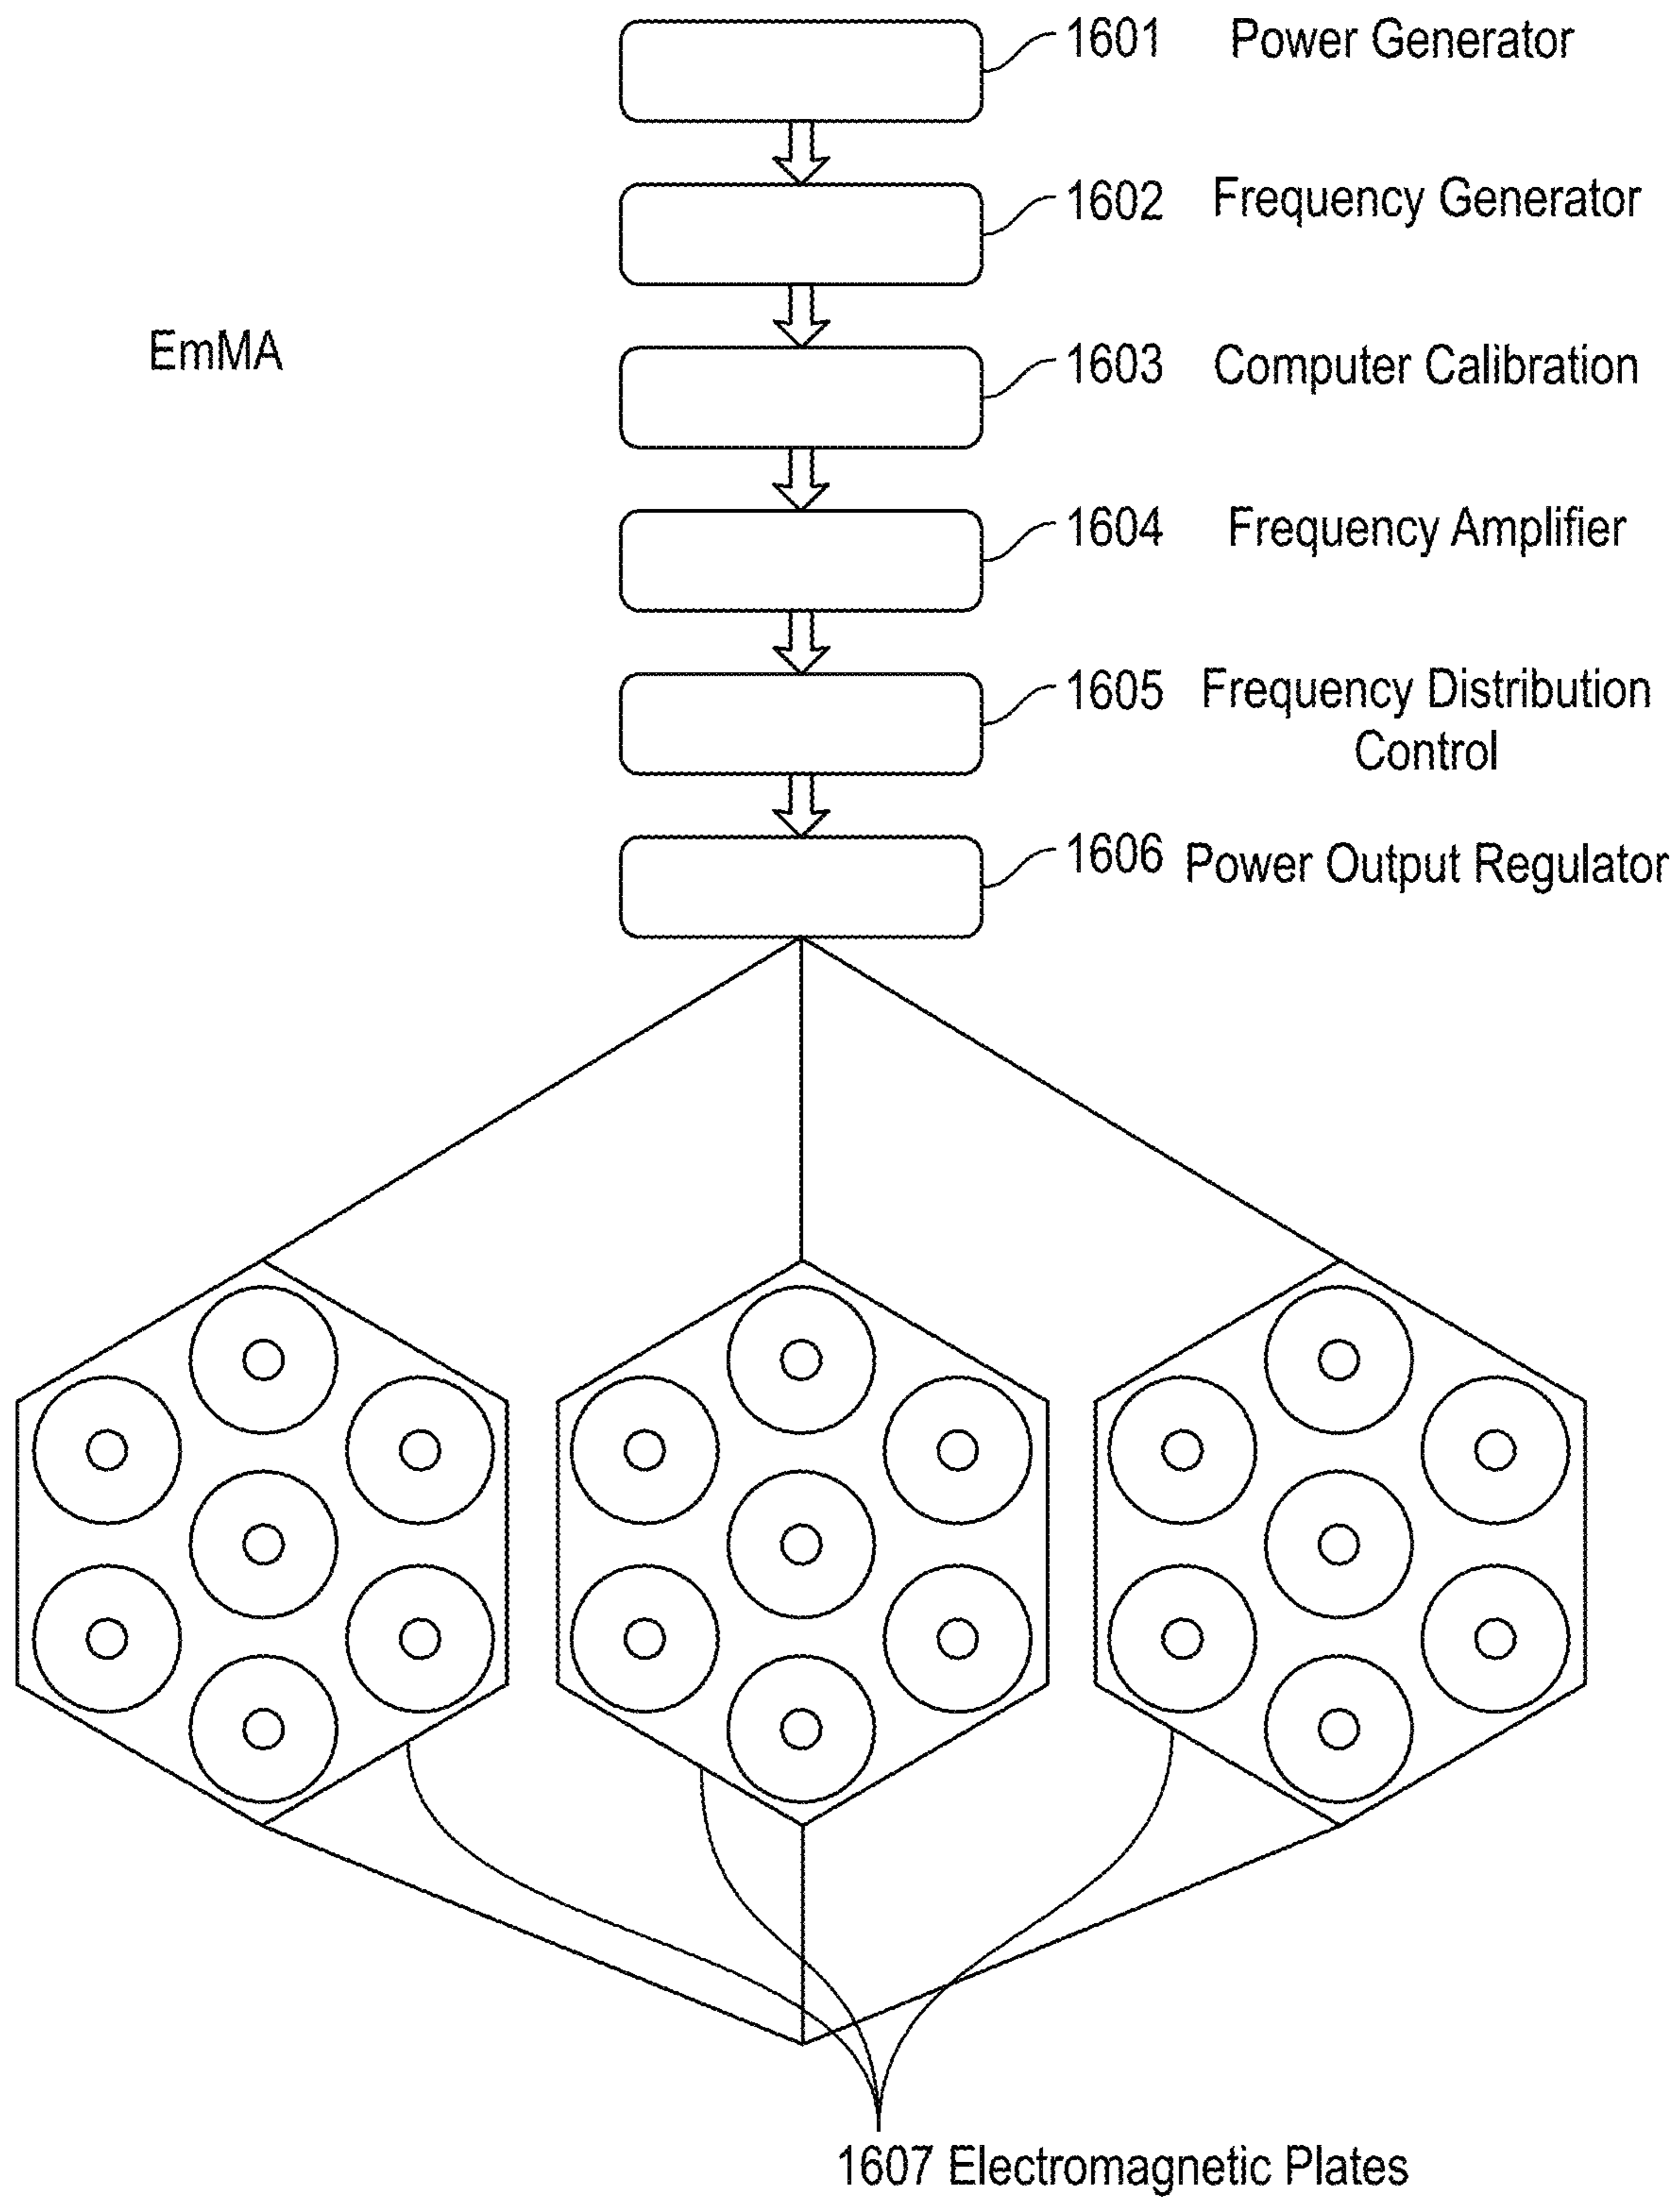 1601 Power Generator
1602 Frequency Generator
EmMA
1603 Computer Calibration
1604 Frequency Amplifier
1605 Frequency Distribution
Control
1606 Power Output Regulator
1607 Electromagnetic Plates